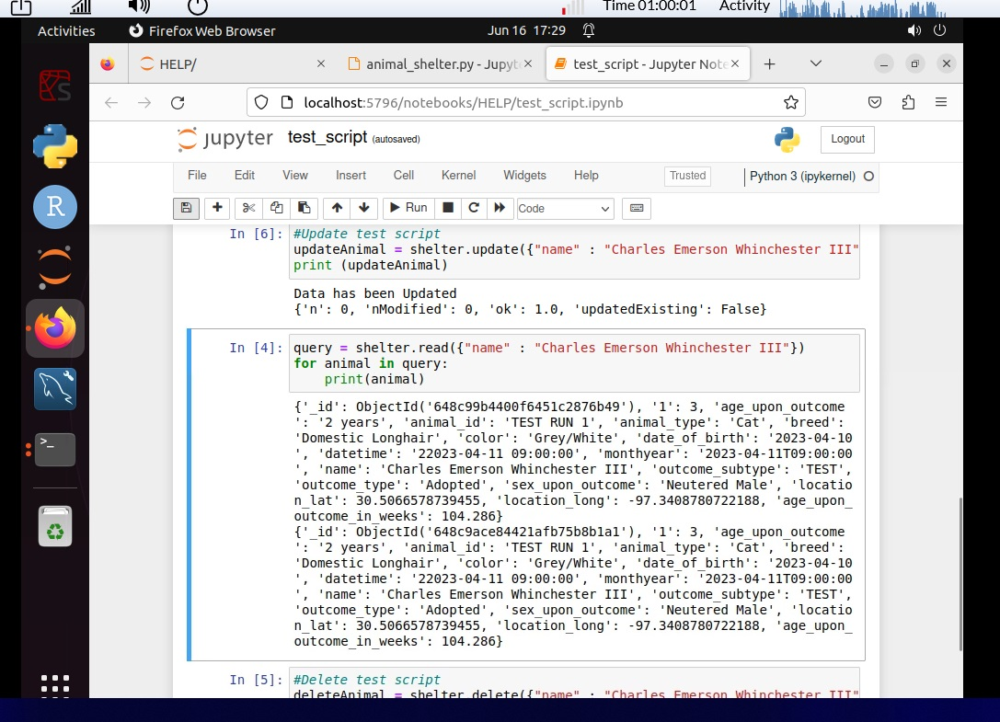 Time 01:00:01 Activity
Activities Firefox Web Browser Jun 16 17:29
HELP/ animal_shelter.py - Jupyt test_script - Jupyter Note
localhost:5796/notebooks/HELP/test_script.ipynb
jupyter test_script (autosaved) Logout
File Edit View Insert Cell Kernel Widgets Help Trusted Python 3 (ipykernel)
Run Code
In [6]: #Update test script
updateAnimal = shelter.update({"name" : "Charles Emerson Whinchester III"
print (updateAnimal)
Data has been Updated
{'n': 0, 'nModified': 0, 'ok': 1.0, 'updatedExisting': False}
In [4]: query = shelter.read({"name" : "Charles Emerson Whinchester III"})
for animal in query:
print(animal)
{'_id': ObjectId('648c99b4400f6451c2876b49'), '1': 3, 'age_upon_outcome
': '2 years', 'animal_id': 'TEST RUN 1', 'animal_type': 'Cat', 'breed':
'Domestic Longhair', 'color': 'Grey/White', 'date_of_birth': '2023-04-10
', 'datetime': '22023-04-11 09:00:00', 'monthyear': '2023-04-11T09:00:00
', 'name': 'Charles Emerson Whinchester III', 'outcome_subtype': 'TEST',
'outcome_type': 'Adopted', 'sex_upon_outcome': 'Neutered Male', 'locatio
n_lat': 30.5066578739455, 'location_long': -97.3408780722188, 'age_upon_
outcome_in_weeks': 104.286}
{'_id': ObjectId('648c9ace84421afb75b8b1a1'), '1': 3, 'age_upon_outcome
': '2 years', 'animal_id': 'TEST RUN 1', 'animal_type': 'Cat', 'breed':
'Domestic Longhair', 'color': 'Grey/White', 'date_of_birth': '2023-04-10
', 'datetime': '22023-04-11 09:00:00', 'monthyear': '2023-04-11T09:00:00
', 'name': 'Charles Emerson Whinchester III', 'outcome_subtype': 'TEST',
'outcome_type': 'Adopted', 'sex_upon_outcome': 'Neutered Male', 'locatio
n_lat': 30.5066578739455, 'location_long': -97.3408780722188, 'age_upon_
outcome_in_weeks': 104.286}
In [5]: #Delete test script
deleteAnimal = shelter.delete({"name" : "Charles Emerson Whinchester III"